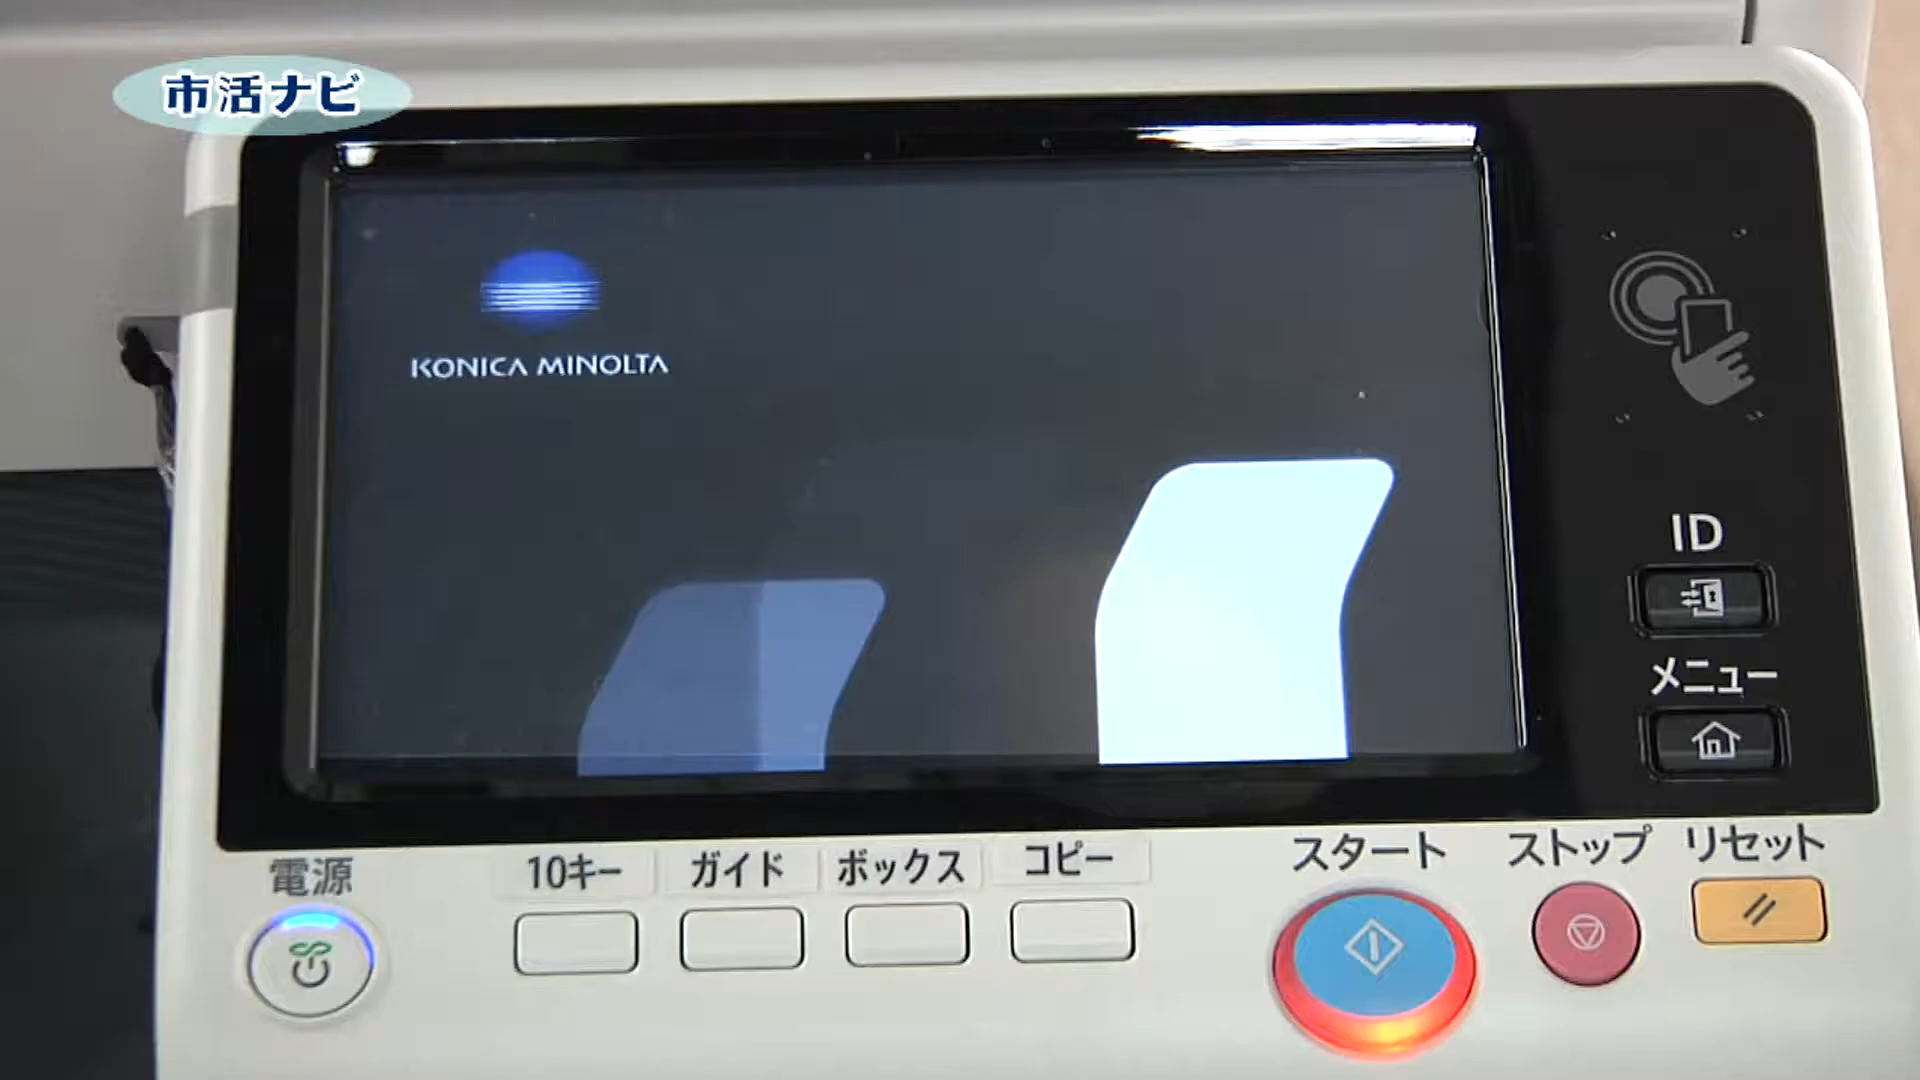 市活ナビ
KONICA MINOLTA
ID
メニュー
電源
10キー
ガイド
ボックス
コピー
スタート
ストップ
リセット